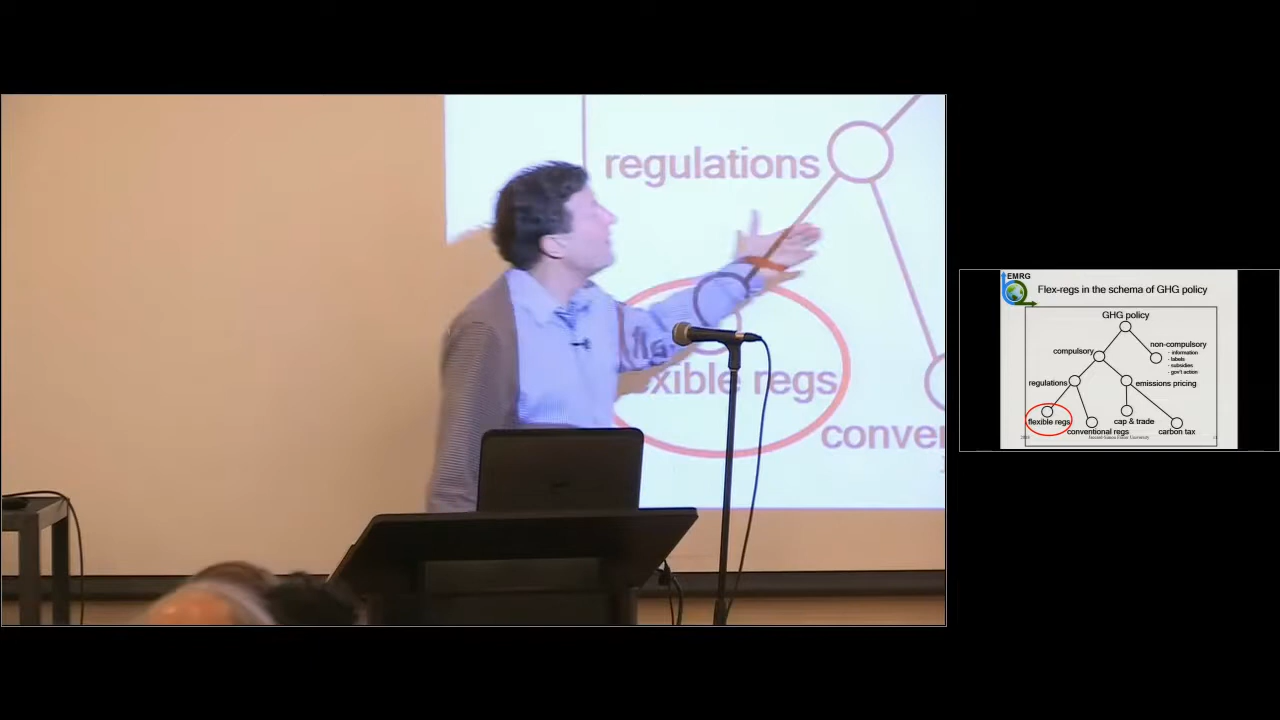 regulations
exible regs
conver
EMRG
Flex-regs in the schema of GHG policy
GHG policy
non-compulsory
- information
- labels
- subsidies
- gov't action
compulsory
regulations
emissions pricing
flexible regs
conventional regs
cap & trade
carbon tax